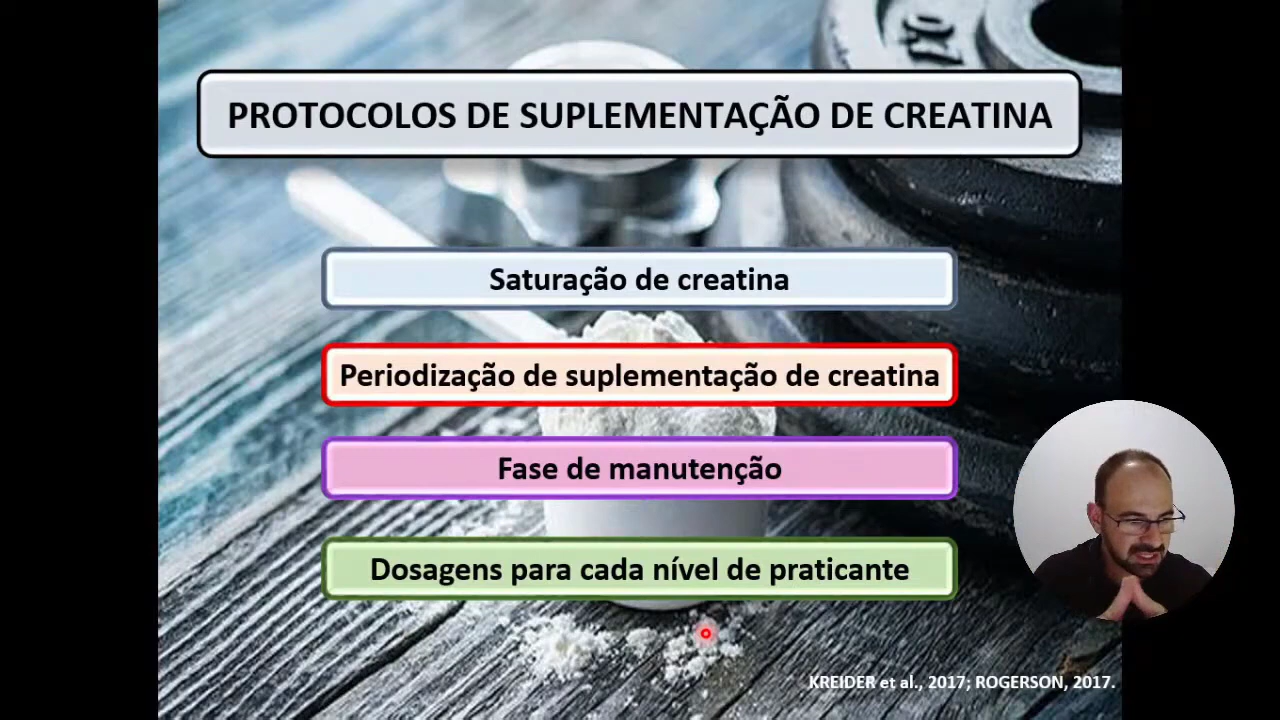 PROTOCOLOS DE SUPLEMENTAÇÃO DE CREATINA
Saturação de creatina
Periodização de suplementação de creatina
Fase de manutenção
Dosagens para cada nível de praticante
KREIDER et al., 2017; ROGERSON, 2017.